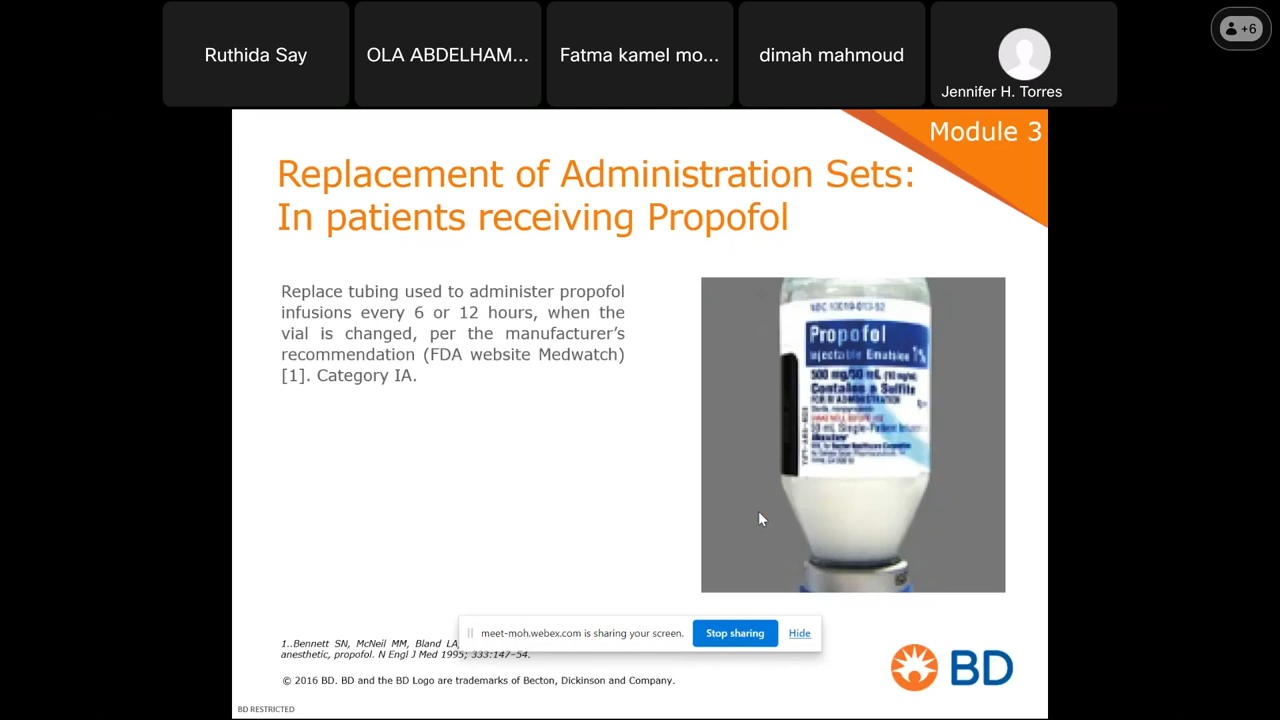 Ruthida Say
OLA ABDELHAM...
Fatma kamel mo...
dimah mahmoud
Jennifer H. Torres
+6
Module 3
Replacement of Administration Sets:
In patients receiving Propofol
Replace tubing used to administer propofol
infusions every 6 or 12 hours, when the
vial is changed, per the manufacturer's
recommendation (FDA website Medwatch)
[1]. Category IA.
Propofol
Injectable Emulsion 1%
500 mg/50 mL (10 mg/mL)
Contains a Sulfite
FOR IV ADMINISTRATION
meet-moh.webex.com is sharing your screen.
Stop sharing
Hide
1..Bennett SN, McNeil MM, Bland LA,
anesthetic, propofol. N Engl J Med 1995; 333:147–54.
© 2016 BD. BD and the BD Logo are trademarks of Becton, Dickinson and Company.
BD
BD RESTRICTED